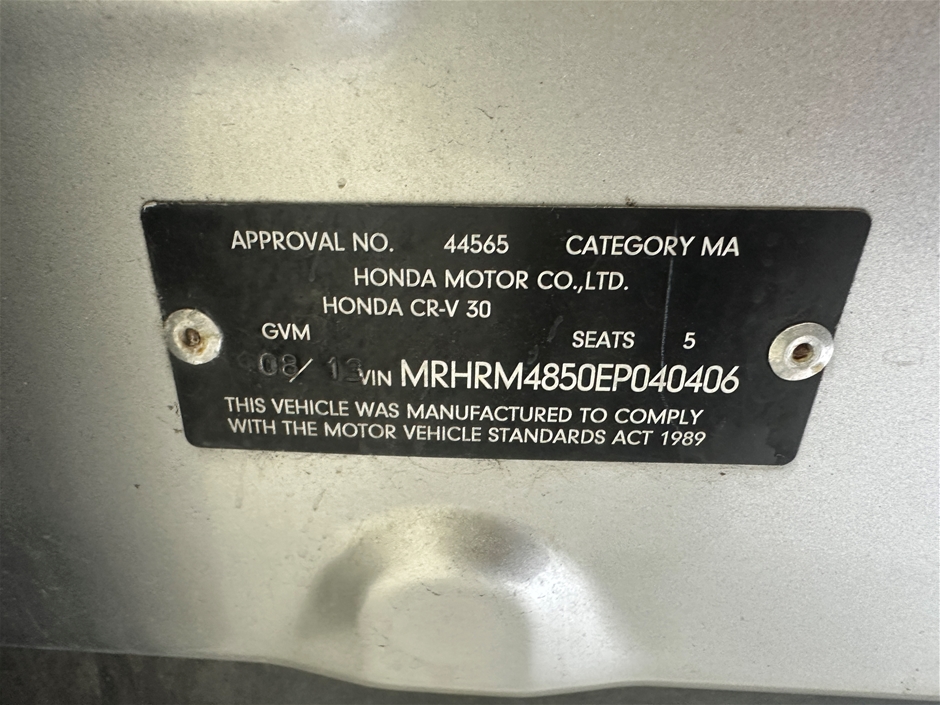 APPROVAL NO. 44565 CATEGORY MA
HONDA MOTOR CO.,LTD.
HONDA CR-V 30
GVM SEATS 5
08/ 13 VIN MRHRM4850EP040406
THIS VEHICLE WAS MANUFACTURED TO COMPLY
WITH THE MOTOR VEHICLE STANDARDS ACT 1989